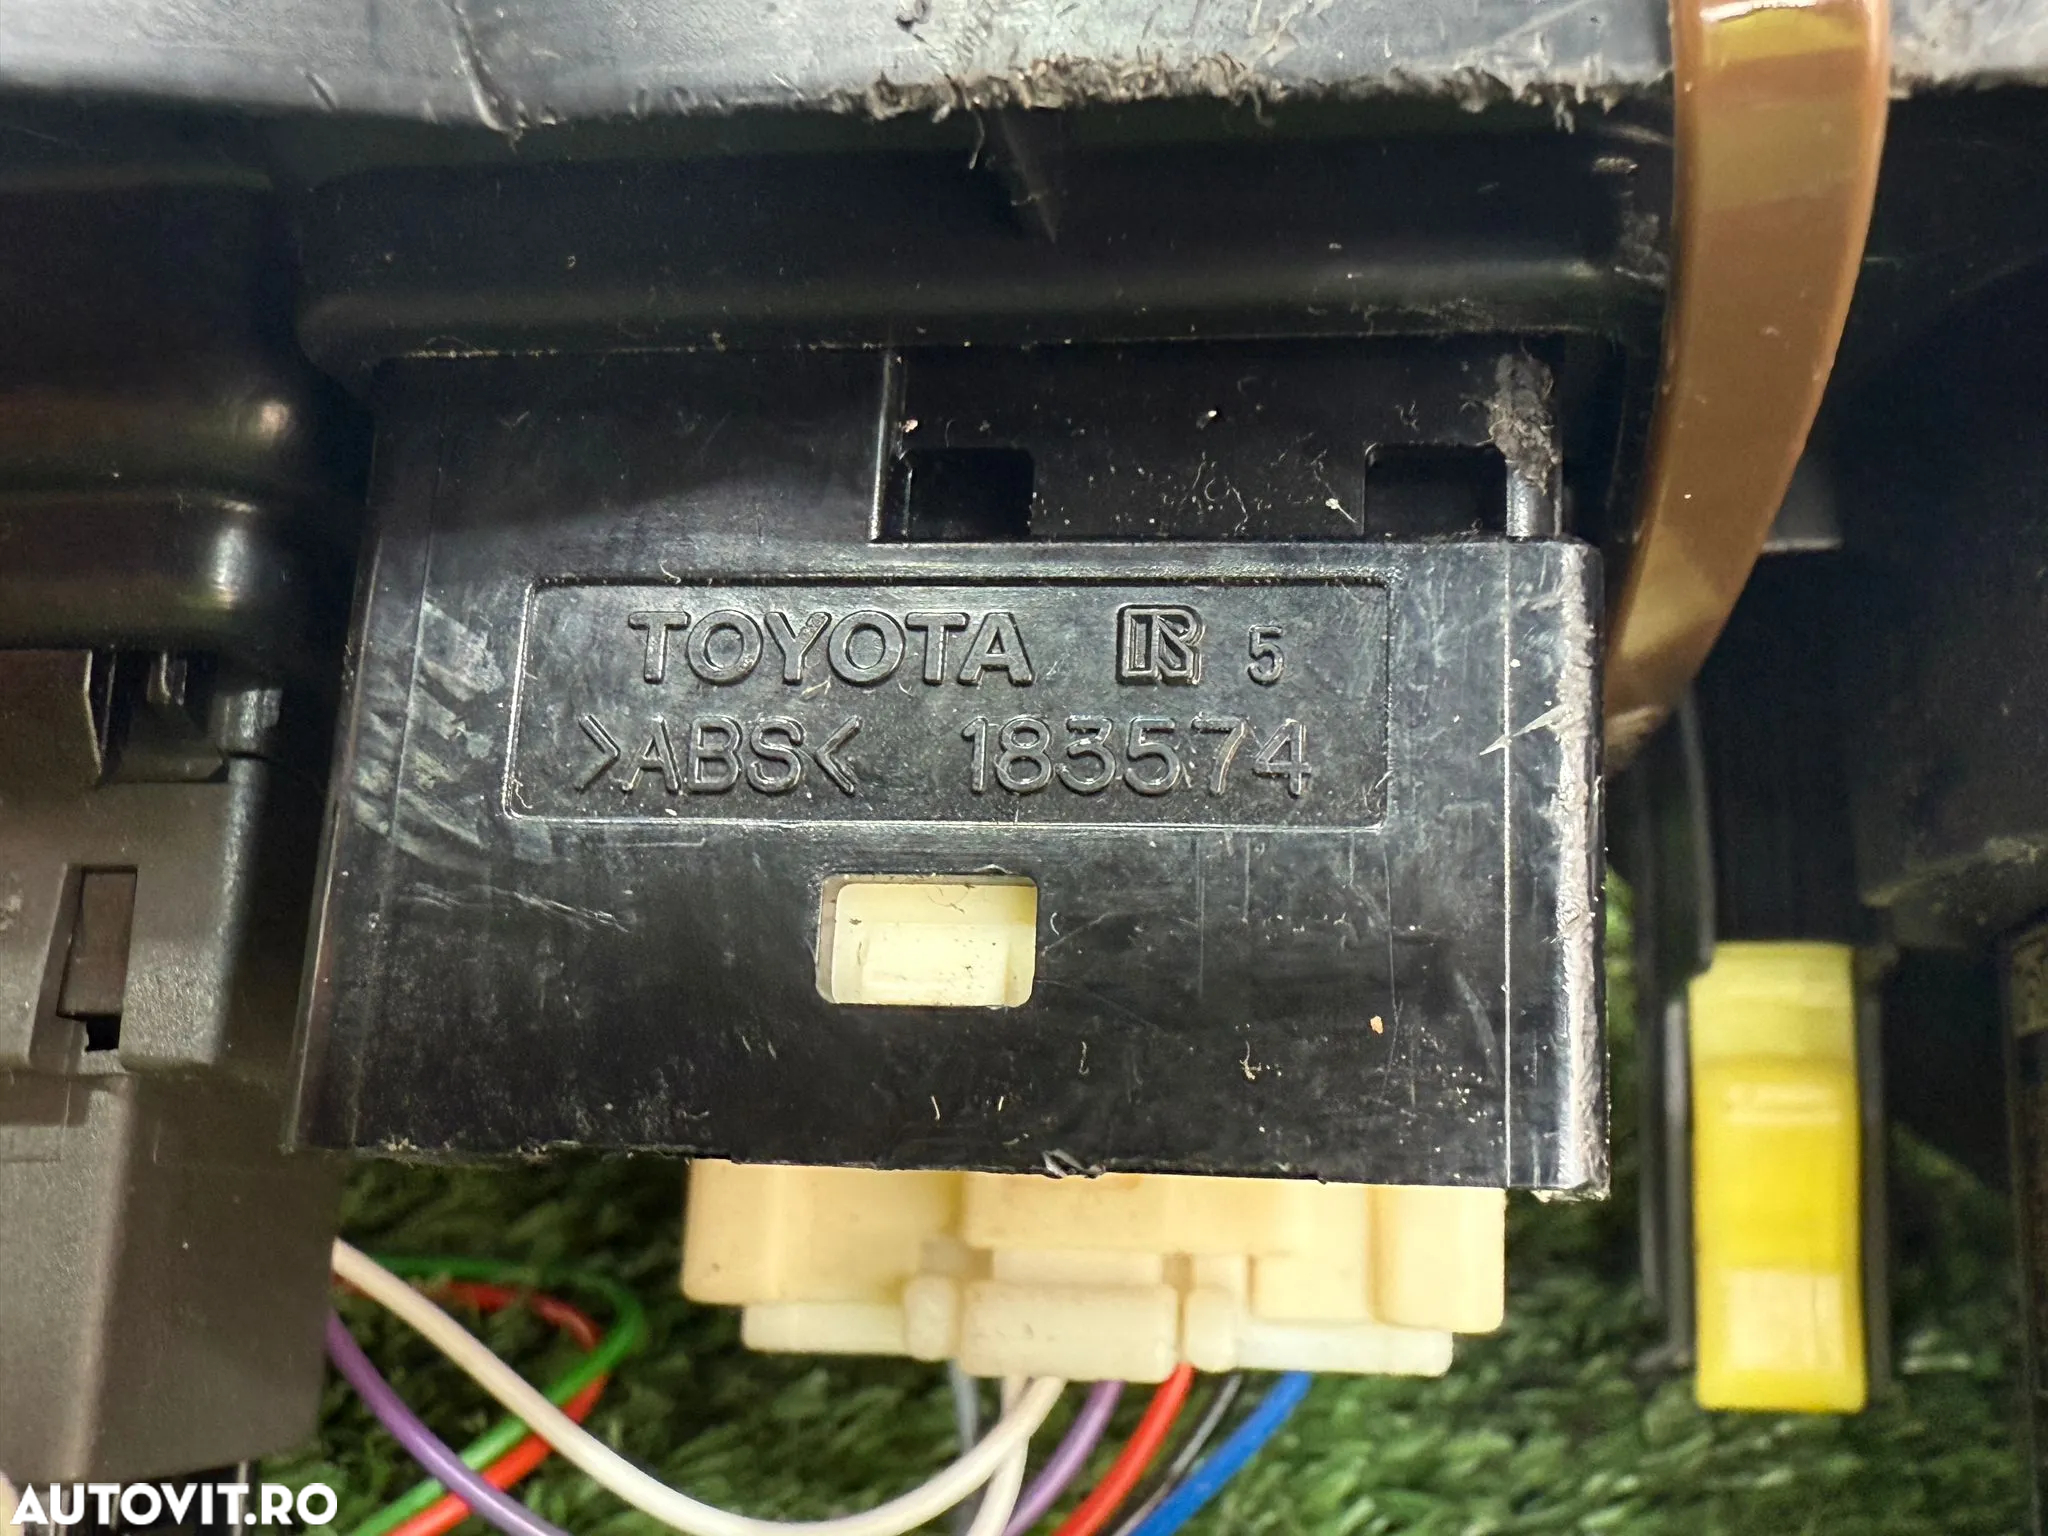 TOYOTA R 5
>ABS< 183574
AUTOVIT.RO